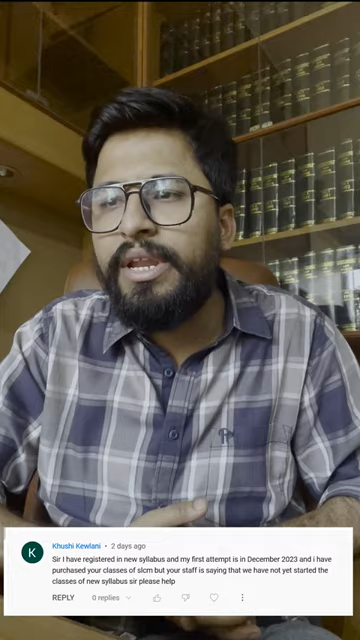 K
Khushi Kewlani • 2 days ago
Sir I have registered in new syllabus and my first attempt is in December 2023 and i have
purchased your classes of slcm but your staff is saying that we have not yet started the
classes of new syllabus sir please help
REPLY 0 replies